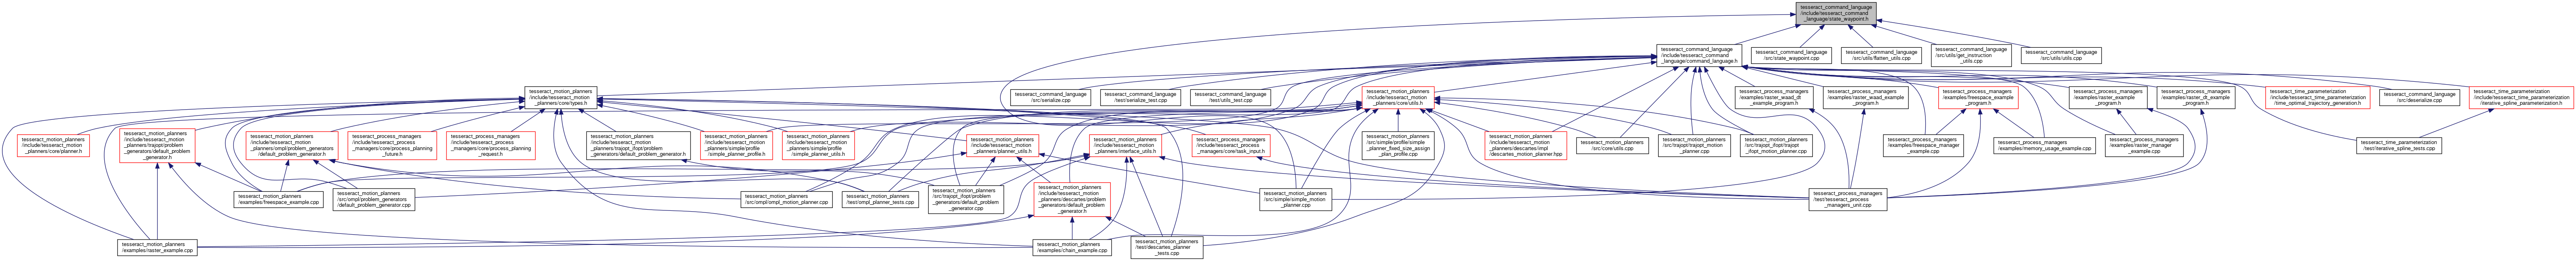 tesseract_command_language
/include/tesseract_command
_language/state_waypoint.h
tesseract_command_language
/include/tesseract_command
_language/command_language.h
tesseract_command_language
/src/state_waypoint.cpp
tesseract_command_language
/src/utils/flatten_utils.cpp
tesseract_command_language
/src/utils/get_instruction
_utils.cpp
tesseract_command_language
/src/utils/utils.cpp
tesseract_motion_planners
/include/tesseract_motion
_planners/core/types.h
tesseract_command_language
/src/serialize.cpp
tesseract_command_language
/test/serialize_test.cpp
tesseract_command_language
/test/utils_test.cpp
tesseract_motion_planners
/include/tesseract_motion
_planners/core/utils.h
tesseract_process_managers
/examples/raster_waad_dt
_example_program.h
tesseract_process_managers
/examples/raster_waad_example
_program.h
tesseract_process_managers
/examples/freespace_example
_program.h
tesseract_process_managers
/examples/raster_example
_program.h
tesseract_process_managers
/examples/raster_dt_example
_program.h
tesseract_time_parameterization
/include/tesseract_time_parameterization
/time_optimal_trajectory_generation.h
tesseract_command_language
/src/deserialize.cpp
tesseract_time_parameterization
/include/tesseract_time_parameterization
/iterative_spline_parameterization.h
tesseract_motion_planners
/include/tesseract_motion
_planners/core/planner.h
tesseract_motion_planners
/include/tesseract_motion
_planners/trajopt/problem
_generators/default_problem
_generator.h
tesseract_motion_planners
/include/tesseract_motion
_planners/ompl/problem_generators
/default_problem_generator.h
tesseract_process_managers
/include/tesseract_process
_managers/core/process_planning
_future.h
tesseract_process_managers
/include/tesseract_process
_managers/core/process_planning
_request.h
tesseract_motion_planners
/include/tesseract_motion
_planners/trajopt_ifopt/problem
_generators/default_problem_generator.h
tesseract_motion_planners
/include/tesseract_motion
_planners/simple/profile
/simple_planner_profile.h
tesseract_motion_planners
/include/tesseract_motion
_planners/simple/profile
/simple_planner_utils.h
tesseract_motion_planners
/include/tesseract_motion
_planners/planner_utils.h
tesseract_motion_planners
/include/tesseract_motion
_planners/interface_utils.h
tesseract_process_managers
/include/tesseract_process
_managers/core/task_input.h
tesseract_motion_planners
/src/simple/profile/simple
_planner_fixed_size_assign
_plan_profile.cpp
tesseract_motion_planners
/include/tesseract_motion
_planners/descartes/impl
/descartes_motion_planner.hpp
tesseract_motion_planners
/src/core/utils.cpp
tesseract_motion_planners
/src/trajopt/trajopt_motion
_planner.cpp
tesseract_motion_planners
/src/trajopt_ifopt/trajopt
_ifopt_motion_planner.cpp
tesseract_process_managers
/examples/freespace_manager
_example.cpp
tesseract_process_managers
/examples/memory_usage_example.cpp
tesseract_process_managers
/examples/raster_manager
_example.cpp
tesseract_time_parameterization
/test/iterative_spline_tests.cpp
tesseract_motion_planners
/examples/freespace_example.cpp
tesseract_motion_planners
/src/ompl/problem_generators
/default_problem_generator.cpp
tesseract_motion_planners
/src/ompl/ompl_motion_planner.cpp
tesseract_motion_planners
/test/ompl_planner_tests.cpp
tesseract_motion_planners
/src/trajopt_ifopt/problem
_generators/default_problem
_generator.cpp
tesseract_motion_planners
/include/tesseract_motion
_planners/descartes/problem
_generators/default_problem
_generator.h
tesseract_motion_planners
/src/simple/simple_motion
_planner.cpp
tesseract_process_managers
/test/tesseract_process
_managers_unit.cpp
tesseract_motion_planners
/examples/raster_example.cpp
tesseract_motion_planners
/examples/chain_example.cpp
tesseract_motion_planners
/test/descartes_planner
_tests.cpp